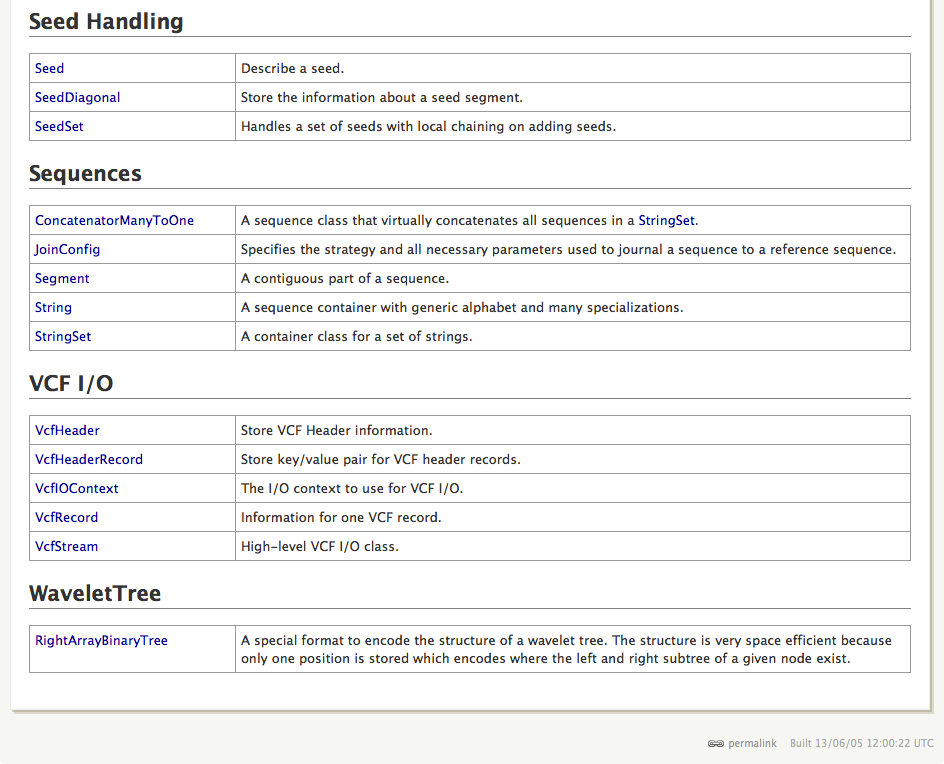 Seed Handling
Seed Describe a seed.
SeedDiagonal Store the information about a seed segment.
SeedSet Handles a set of seeds with local chaining on adding seeds.
Sequences
ConcatenatorManyToOne A sequence class that virtually concatenates all sequences in a StringSet.
JoinConfig Specifies the strategy and all necessary parameters used to journal a sequence to a reference sequence.
Segment A contiguous part of a sequence.
String A sequence container with generic alphabet and many specializations.
StringSet A container class for a set of strings.
VCF I/O
VcfHeader Store VCF Header information.
VcfHeaderRecord Store key/value pair for VCF header records.
VcfIOContext The I/O context to use for VCF I/O.
VcfRecord Information for one VCF record.
VcfStream High-level VCF I/O class.
WaveletTree
RightArrayBinaryTree A special format to encode the structure of a wavelet tree. The structure is very space efficient because
only one position is stored which encodes where the left and right subtree of a given node exist.
permalink Built 13/06/05 12:00:22 UTC